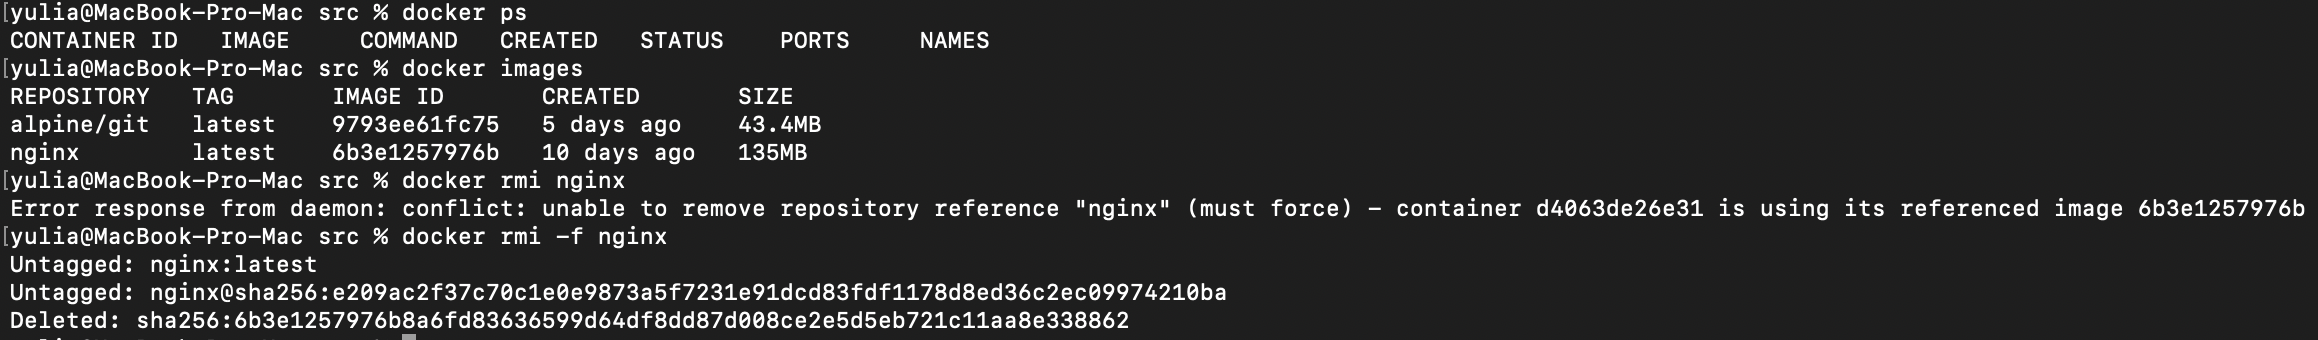 [yulia@MacBook-Pro-Mac src % docker ps
CONTAINER ID   IMAGE     COMMAND   CREATED   STATUS    PORTS     NAMES
[yulia@MacBook-Pro-Mac src % docker images
REPOSITORY   TAG       IMAGE ID       CREATED       SIZE
alpine/git   latest    9793ee61fc75   5 days ago    43.4MB
nginx        latest    6b3e1257976b   10 days ago   135MB
[yulia@MacBook-Pro-Mac src % docker rmi nginx
Error response from daemon: conflict: unable to remove repository reference "nginx" (must force) - container d4063de26e31 is using its referenced image 6b3e1257976b
[yulia@MacBook-Pro-Mac src % docker rmi -f nginx
Untagged: nginx:latest
Untagged: nginx@sha256:e209ac2f37c70c1e0e9873a5f7231e91dcd83fdf1178d8ed36c2ec09974210ba
Deleted: sha256:6b3e1257976b8a6fd83636599d64df8dd87d008ce2e5d5eb721c11aa8e338862